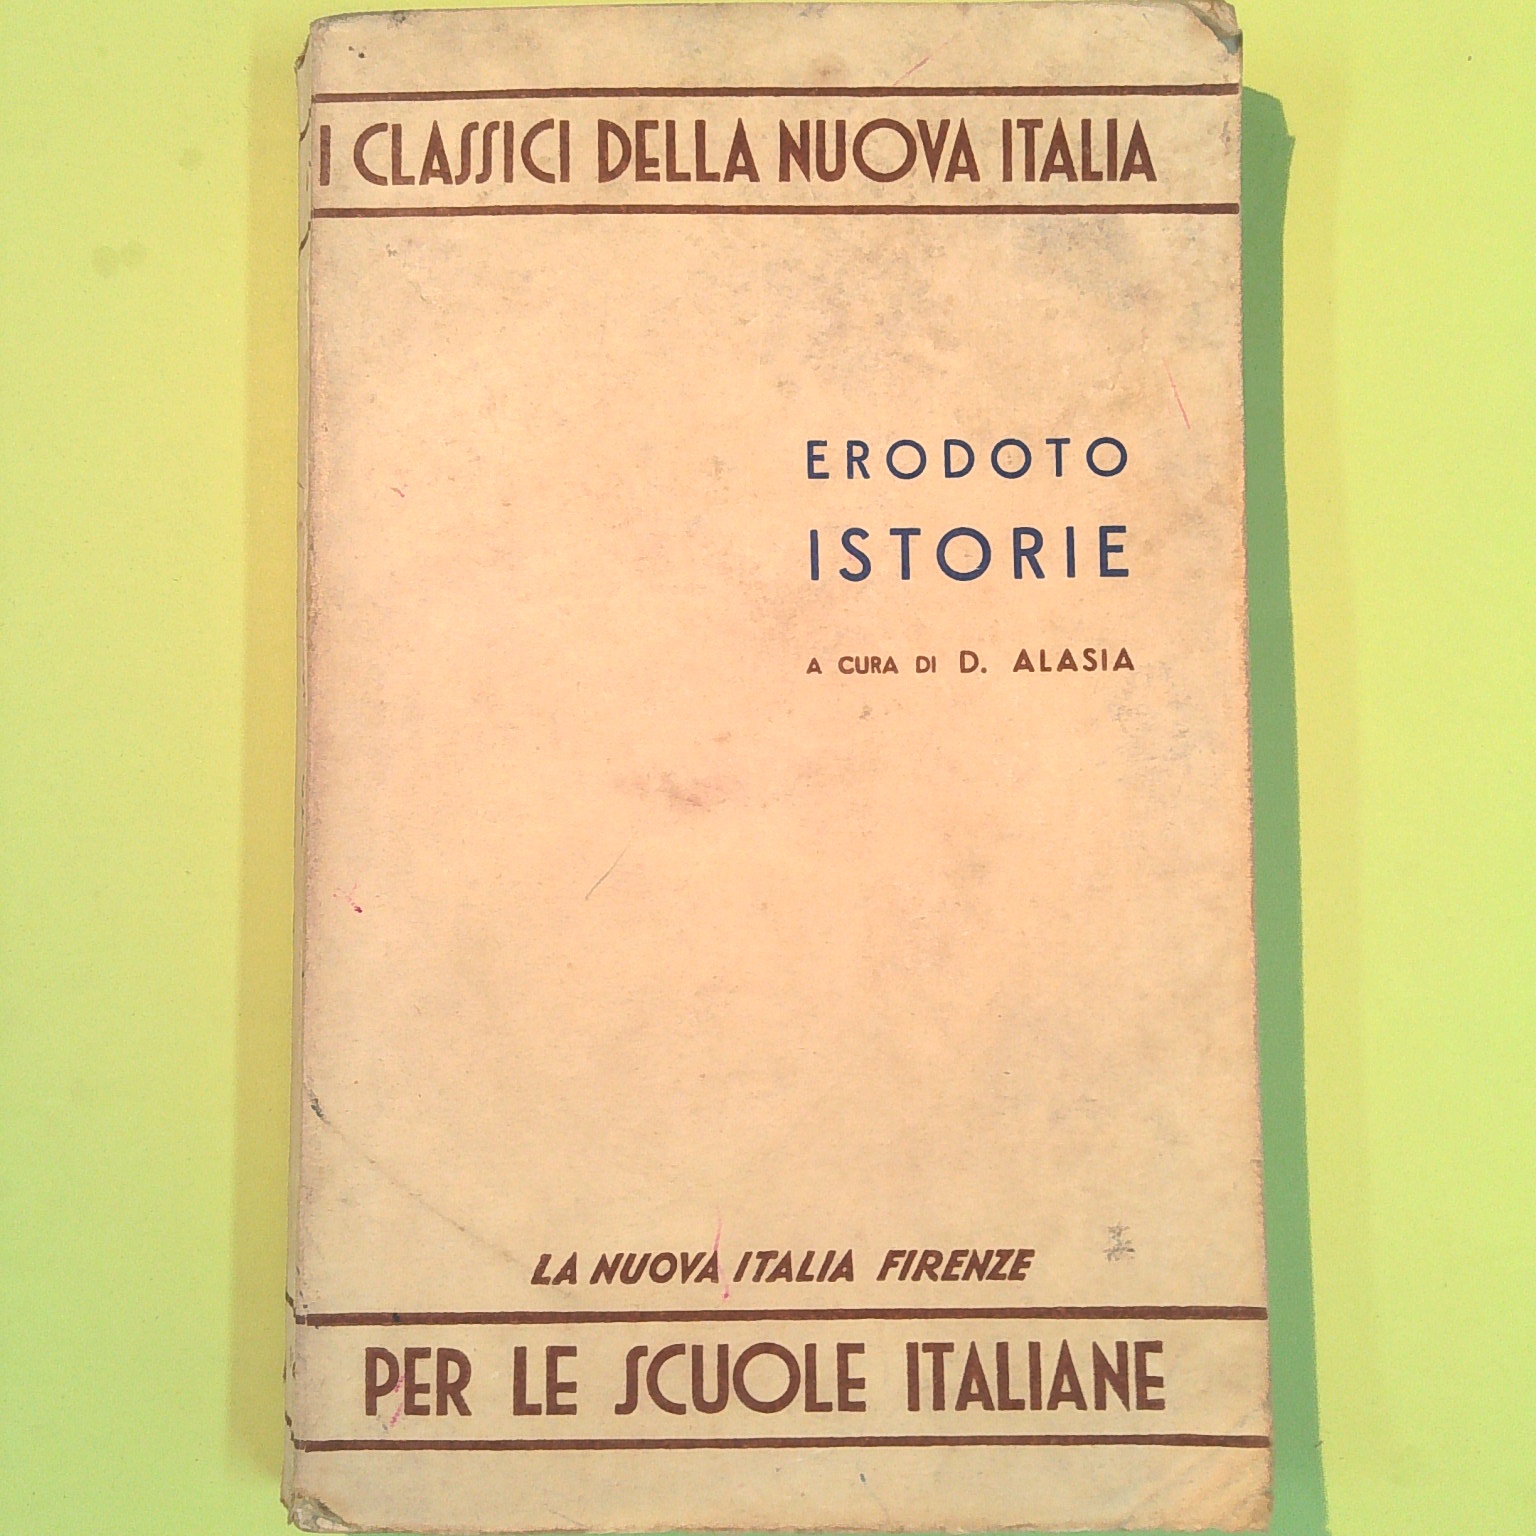 I CLASSICI DELLA NUOVA ITALIA
ERODOTO
ISTORIE
A CURA DI D. ALASIA
LA NUOVA ITALIA FIRENZE
PER LE SCUOLE ITALIANE